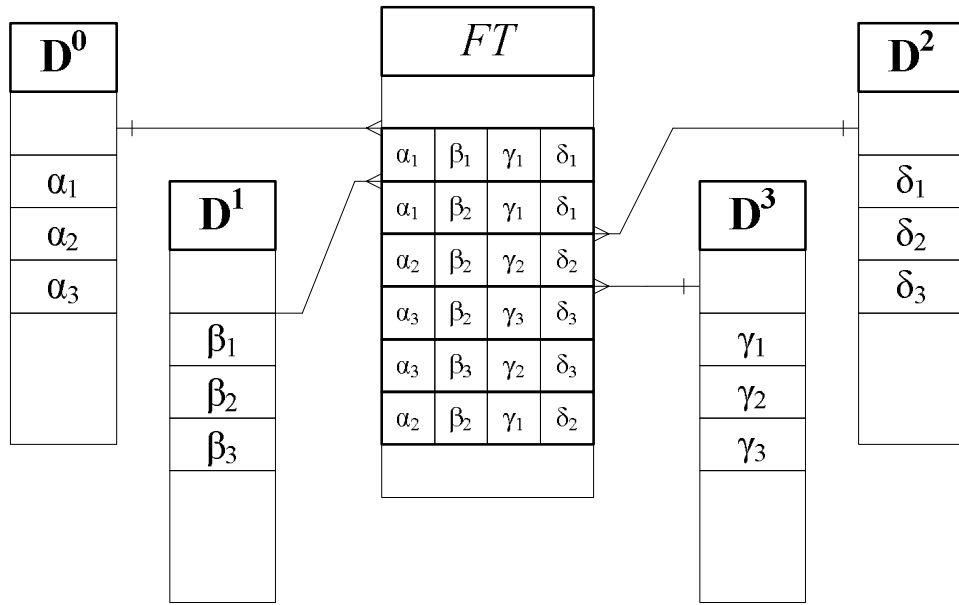 D⁰
α₁
α₂
α₃
D¹
β₁
β₂
β₃
FT
α₁ β₁ γ₁ δ₁
α₁ β₂ γ₁ δ₁
α₂ β₂ γ₂ δ₂
α₃ β₂ γ₃ δ₃
α₃ β₃ γ₂ δ₃
α₂ β₂ γ₁ δ₂
D³
γ₁
γ₂
γ₃
D²
δ₁
δ₂
δ₃